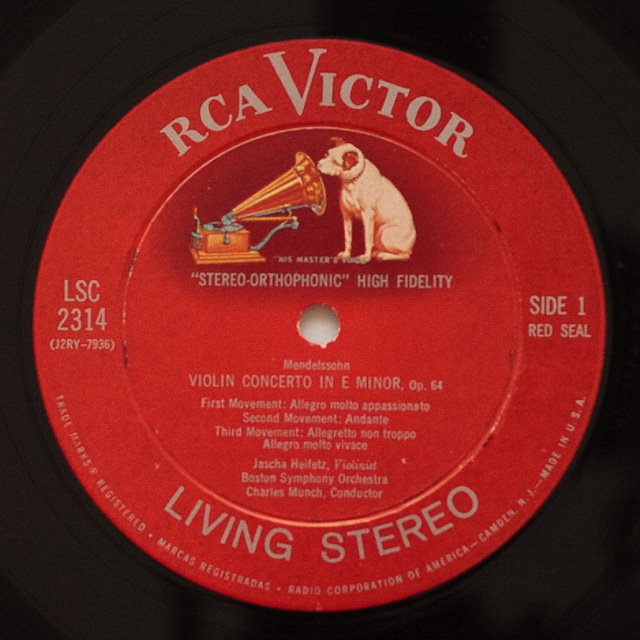 RCA VICTOR
"HIS MASTER'S VOICE"
"STEREO-ORTHOPHONIC" HIGH FIDELITY
LSC
2314
(J2RY-7936)
SIDE 1
RED SEAL
Mendelssohn
VIOLIN CONCERTO IN E MINOR, Op. 64
First Movement: Allegro molto appassionato
Second Movement: Andante
Third Movement: Allegretto non troppo
Allegro molto vivace
Jascha Heifetz, Violinist
Boston Symphony Orchestra
Charles Munch, Conductor
LIVING STEREO
TRADE MARKS ® REGISTERED • MARCAS REGISTRADAS • RADIO CORPORATION OF AMERICA—CAMDEN, N. J.—MADE IN U.S.A.